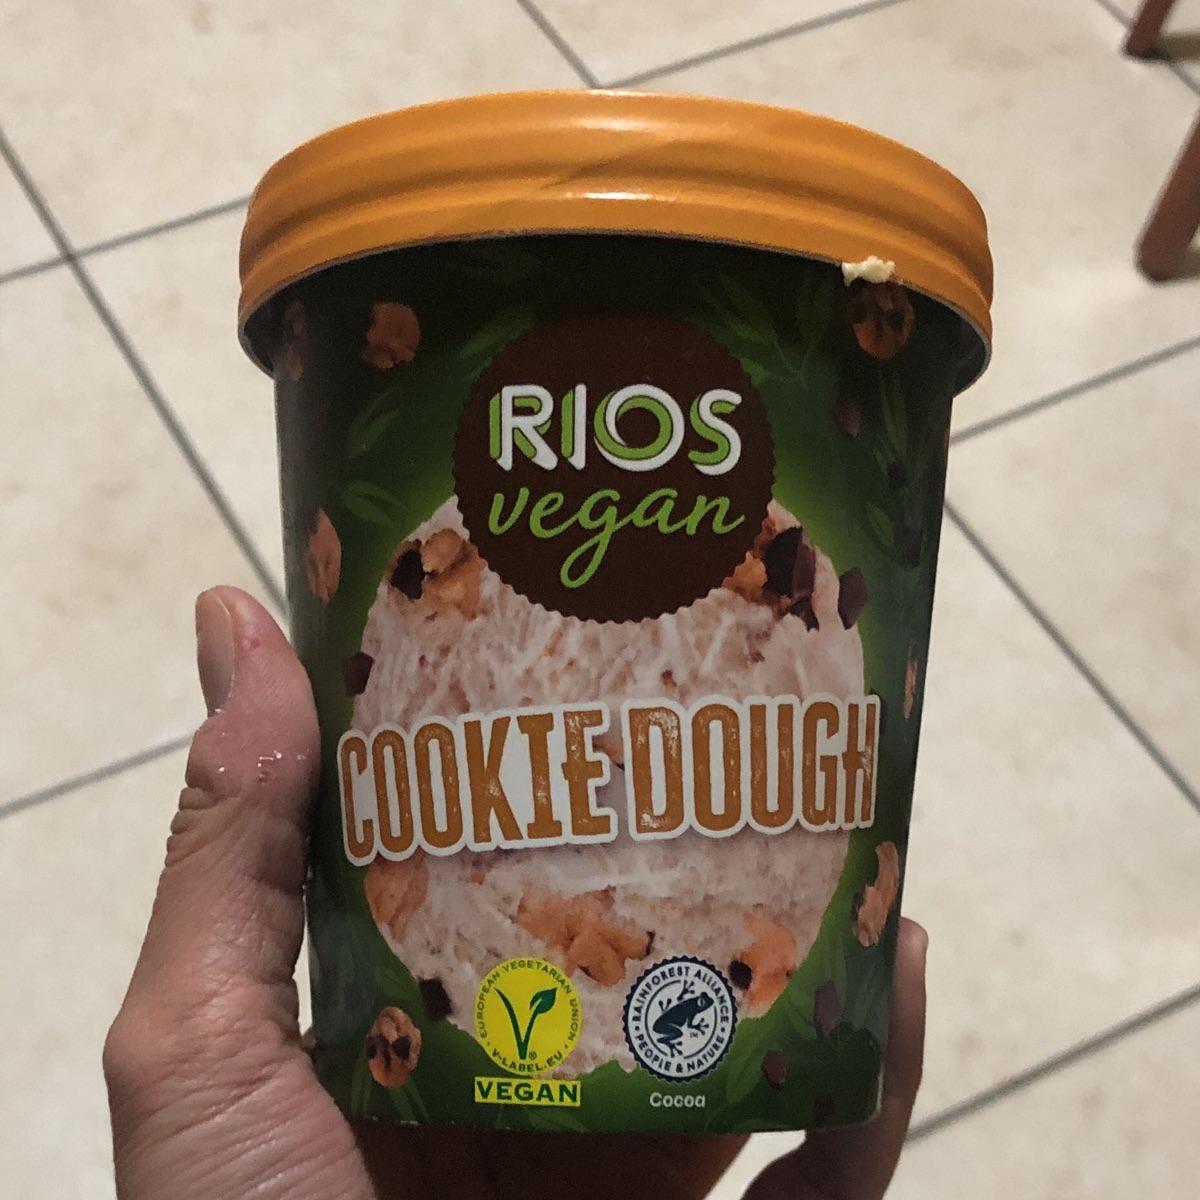 RIOS
vegan
COOKIE DOUGH
EUROPEAN VEGETARIAN UNION
V-LABEL.EU
VEGAN
RAINFOREST ALLIANCE
PEOPLE & NATURE
Cocoa